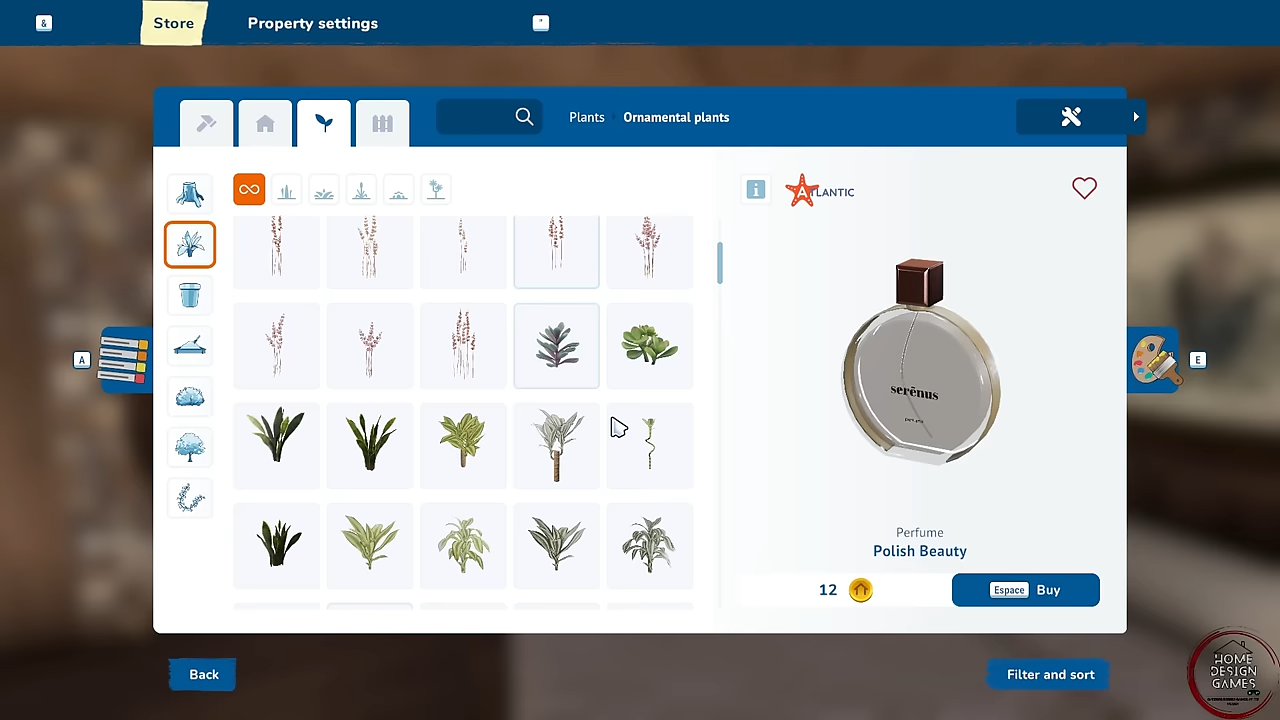 &
Store
Property settings
"
Plants
Ornamental plants
ATLANTIC
A
E
serēnus
Perfume
Polish Beauty
12
Espace
Buy
Back
Filter and sort
HOME
DESIGN
GAMES